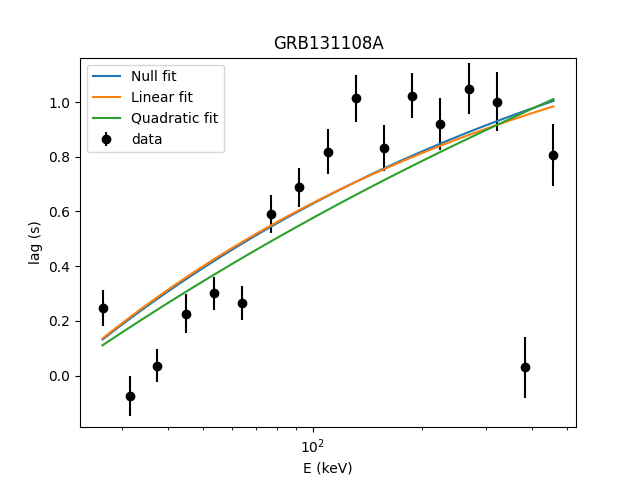 GRB131108A
Null fit
Linear fit
Quadratic fit
data
lag (s)
1.0
0.8
0.6
0.4
0.2
0.0
10²
E (keV)